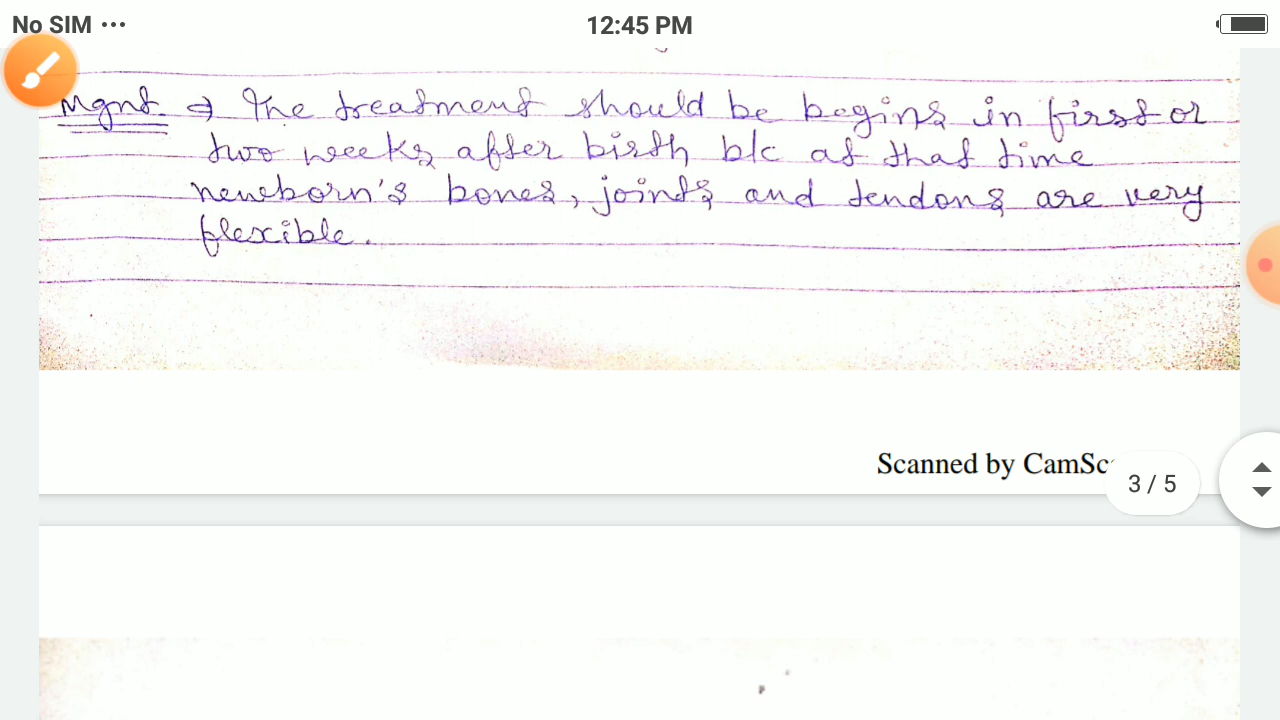 No SIM ...
12:45 PM
Mgnt. → The treatment should be begins in first or
two weeks after birth b/c at that time
newborn's bones, joints and tendons are very
flexible.
Scanned by CamSc
3 / 5